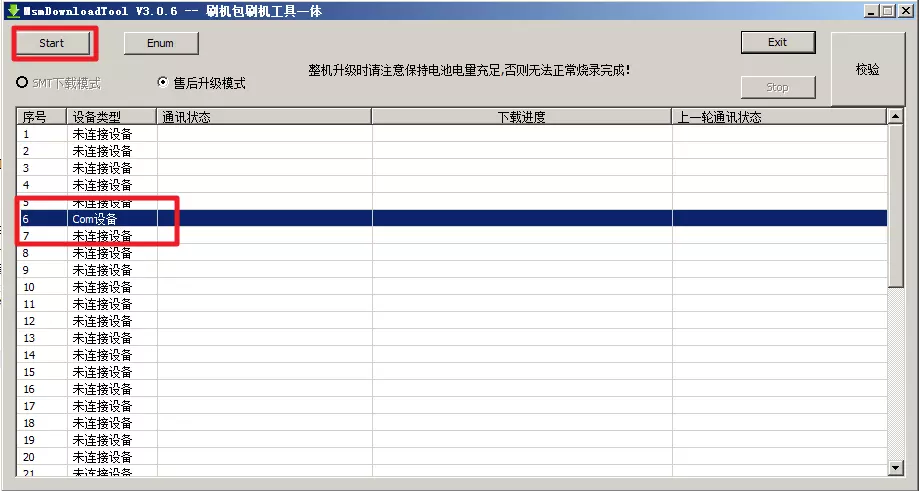 MsmDownloadTool V3.0.6 -- 刷机包刷机工具一体
Start
Enum
Exit
SMT下载模式
售后升级模式
整机升级时请注意保持电池电量充足,否则无法正常烧录完成!
Stop
校验
序号 设备类型 通讯状态 下载进度 上一轮通讯状态
1 未连接设备
2 未连接设备
3 未连接设备
4 未连接设备
5 未连接设备
6 Com设备
7 未连接设备
8 未连接设备
9 未连接设备
10 未连接设备
11 未连接设备
12 未连接设备
13 未连接设备
14 未连接设备
15 未连接设备
16 未连接设备
17 未连接设备
18 未连接设备
19 未连接设备
20 未连接设备
21 未连接设备